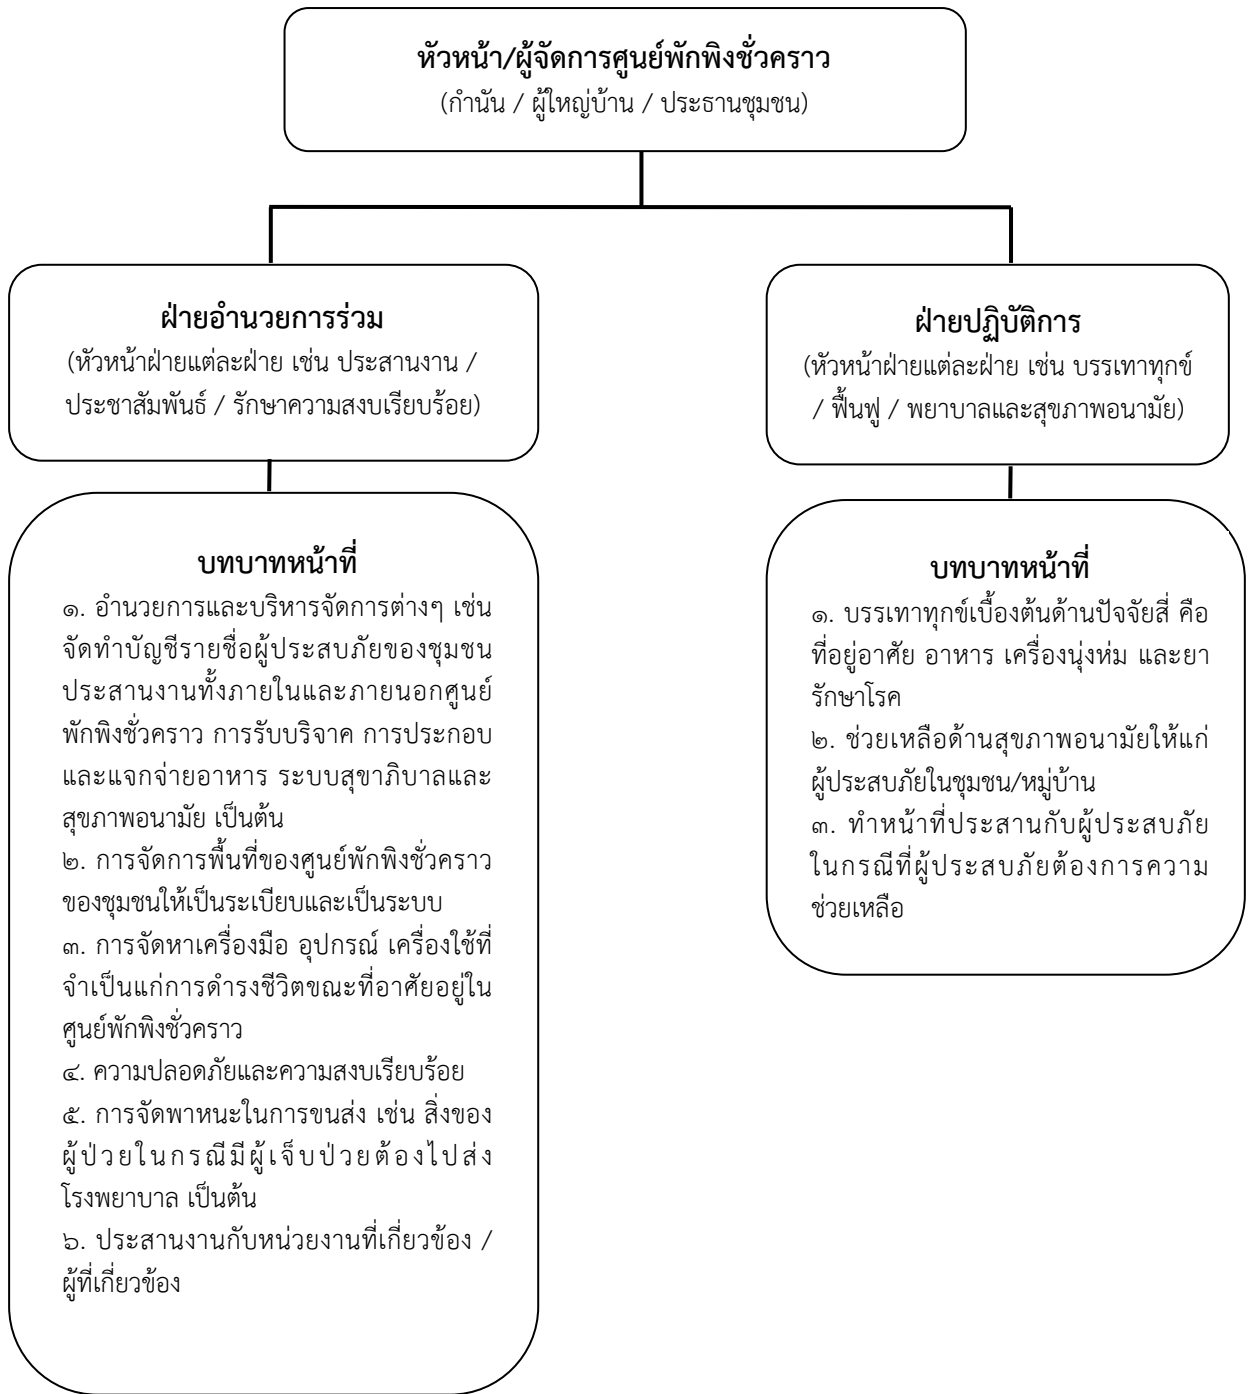 หัวหน้า/ผู้จัดการศูนย์พักพิงชั่วคราว
(กำนัน / ผู้ใหญ่บ้าน / ประธานชุมชน)
ฝ่ายอำนวยการร่วม
(หัวหน้าฝ่ายแต่ละฝ่าย เช่น ประสานงาน /
ประชาสัมพันธ์ / รักษาความสงบเรียบร้อย)
ฝ่ายปฏิบัติการ
(หัวหน้าฝ่ายแต่ละฝ่าย เช่น บรรเทาทุกข์
/ ฟื้นฟู / พยาบาลและสุขภาพอนามัย)
บทบาทหน้าที่
๑. อำนวยการและบริหารจัดการต่างๆ เช่น
จัดทำบัญชีรายชื่อผู้ประสบภัยของชุมชน
ประสานงานทั้งภายในและภายนอกศูนย์
พักพิงชั่วคราว การรับบริจาค การประกอบ
และแจกจ่ายอาหาร ระบบสุขาภิบาลและ
สุขภาพอนามัย เป็นต้น
๒. การจัดการพื้นที่ของศูนย์พักพิงชั่วคราว
ของชุมชนให้เป็นระเบียบและเป็นระบบ
๓. การจัดหาเครื่องมือ อุปกรณ์ เครื่องใช้ที่
จำเป็นแก่การดำรงชีวิตขณะที่อาศัยอยู่ใน
ศูนย์พักพิงชั่วคราว
๔. ความปลอดภัยและความสงบเรียบร้อย
๕. การจัดพาหนะในการขนส่ง เช่น สิ่งของ
ผู้ป่วยในกรณีมีผู้เจ็บป่วยต้องไปส่ง
โรงพยาบาล เป็นต้น
๖. ประสานงานกับหน่วยงานที่เกี่ยวข้อง /
ผู้ที่เกี่ยวข้อง
บทบาทหน้าที่
๑. บรรเทาทุกข์เบื้องต้นด้านปัจจัยสี่ คือ
ที่อยู่อาศัย อาหาร เครื่องนุ่งห่ม และยา
รักษาโรค
๒. ช่วยเหลือด้านสุขภาพอนามัยให้แก่
ผู้ประสบภัยในชุมชน/หมู่บ้าน
๓. ทำหน้าที่ประสานกับผู้ประสบภัย
ในกรณีที่ผู้ประสบภัยต้องการความ
ช่วยเหลือ